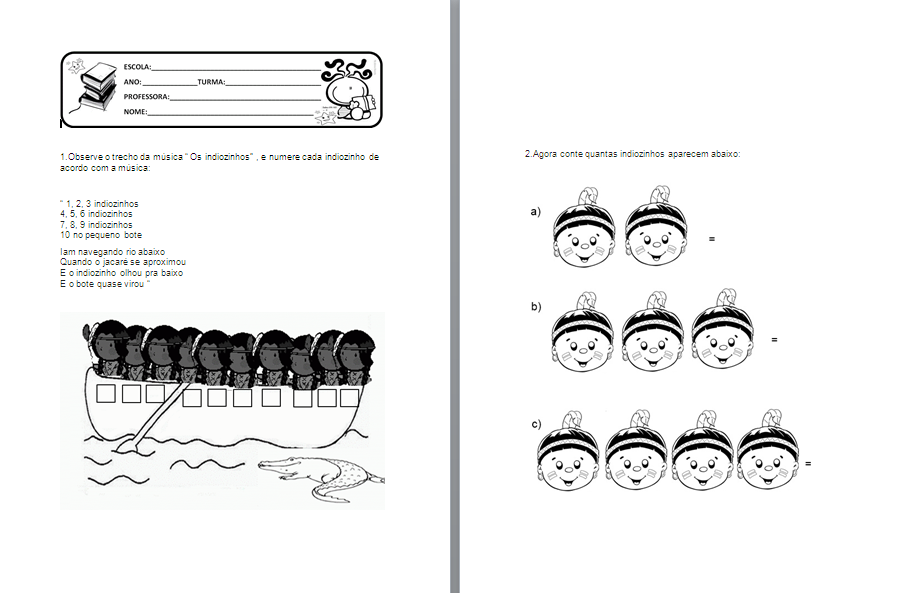 ESCOLA:
ANO: TURMA:
PROFESSORA:
NOME:
1.Observe o trecho da música “ Os indiozinhos” , e numere cada indiozinho de
acordo com a música:
“ 1, 2, 3 indiozinhos
4, 5, 6 indiozinhos
7, 8, 9 indiozinhos
10 no pequeno bote
Iam navegando rio abaixo
Quando o jacaré se aproximou
E o indiozinho olhou pra baixo
E o bote quase virou “
2.Agora conte quantas indiozinhos aparecem abaixo:
a)
=
b)
=
c)
=